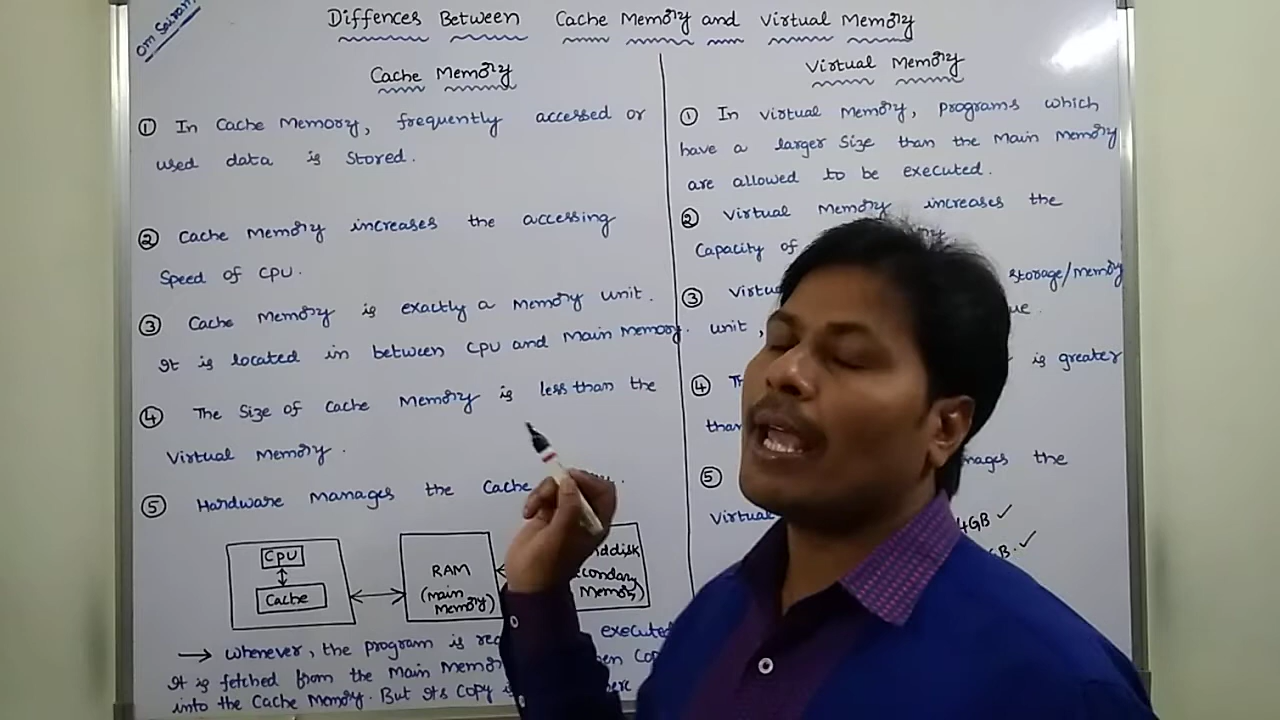 Om Sairam
Diffences Between Cache Memory and Virtual Memory
Cache Memory
① In Cache Memory, frequently accessed or
used data is stored.
② Cache Memory increases the accessing
Speed of CPU.
③ Cache Memory is exactly a Memory unit.
It is located in between CPU and Main Memory.
④ The Size of Cache Memory is less than the
Virtual Memory.
⑤ Hardware manages the Cache
CPU
Cache
RAM
(main
Memory)
Memory)
→ Whenever, the program is
executed
It is fetched from the Main
into the Cache Memory. But its Copy
Virtual Memory
① In Virtual Memory, programs which
have a larger Size than the Main Memory
are allowed to be executed.
② Virtual Memory increases the
Capacity of
③
storage/memory
unit,
④
is greater
⑤
the
Virtual
4GB ✓